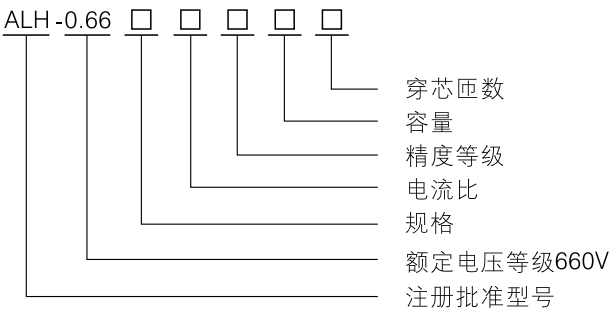 ALH-0.66 □ □ □ □ □
穿芯匝数
容量
精度等级
电流比
规格
额定电压等级660V
注册批准型号